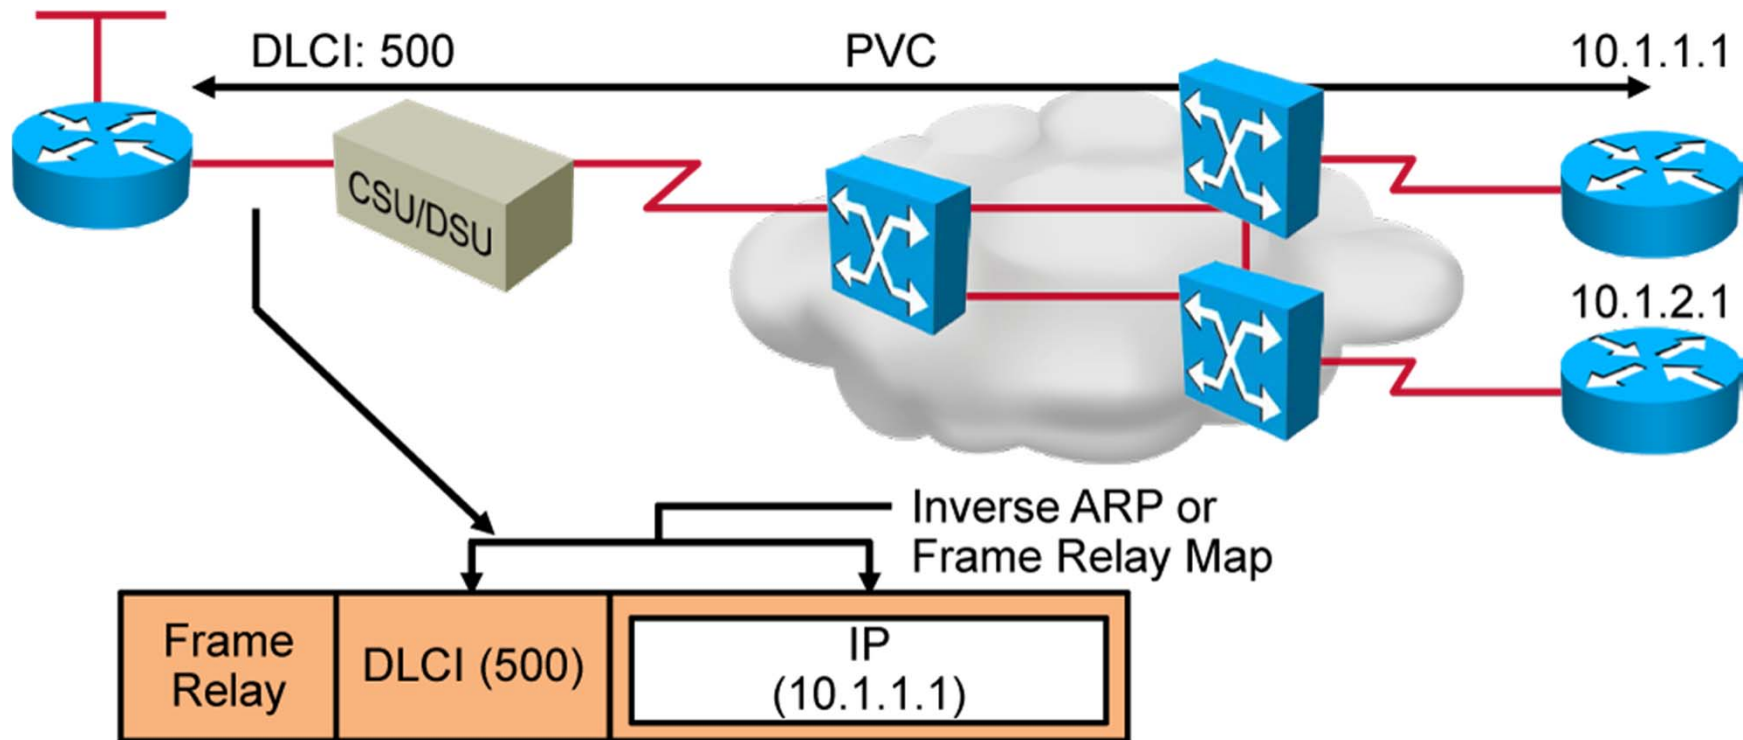 DLCI: 500
PVC
10.1.1.1
CSU/DSU
10.1.2.1
Inverse ARP or
Frame Relay Map
Frame
Relay
DLCI (500)
IP
(10.1.1.1)